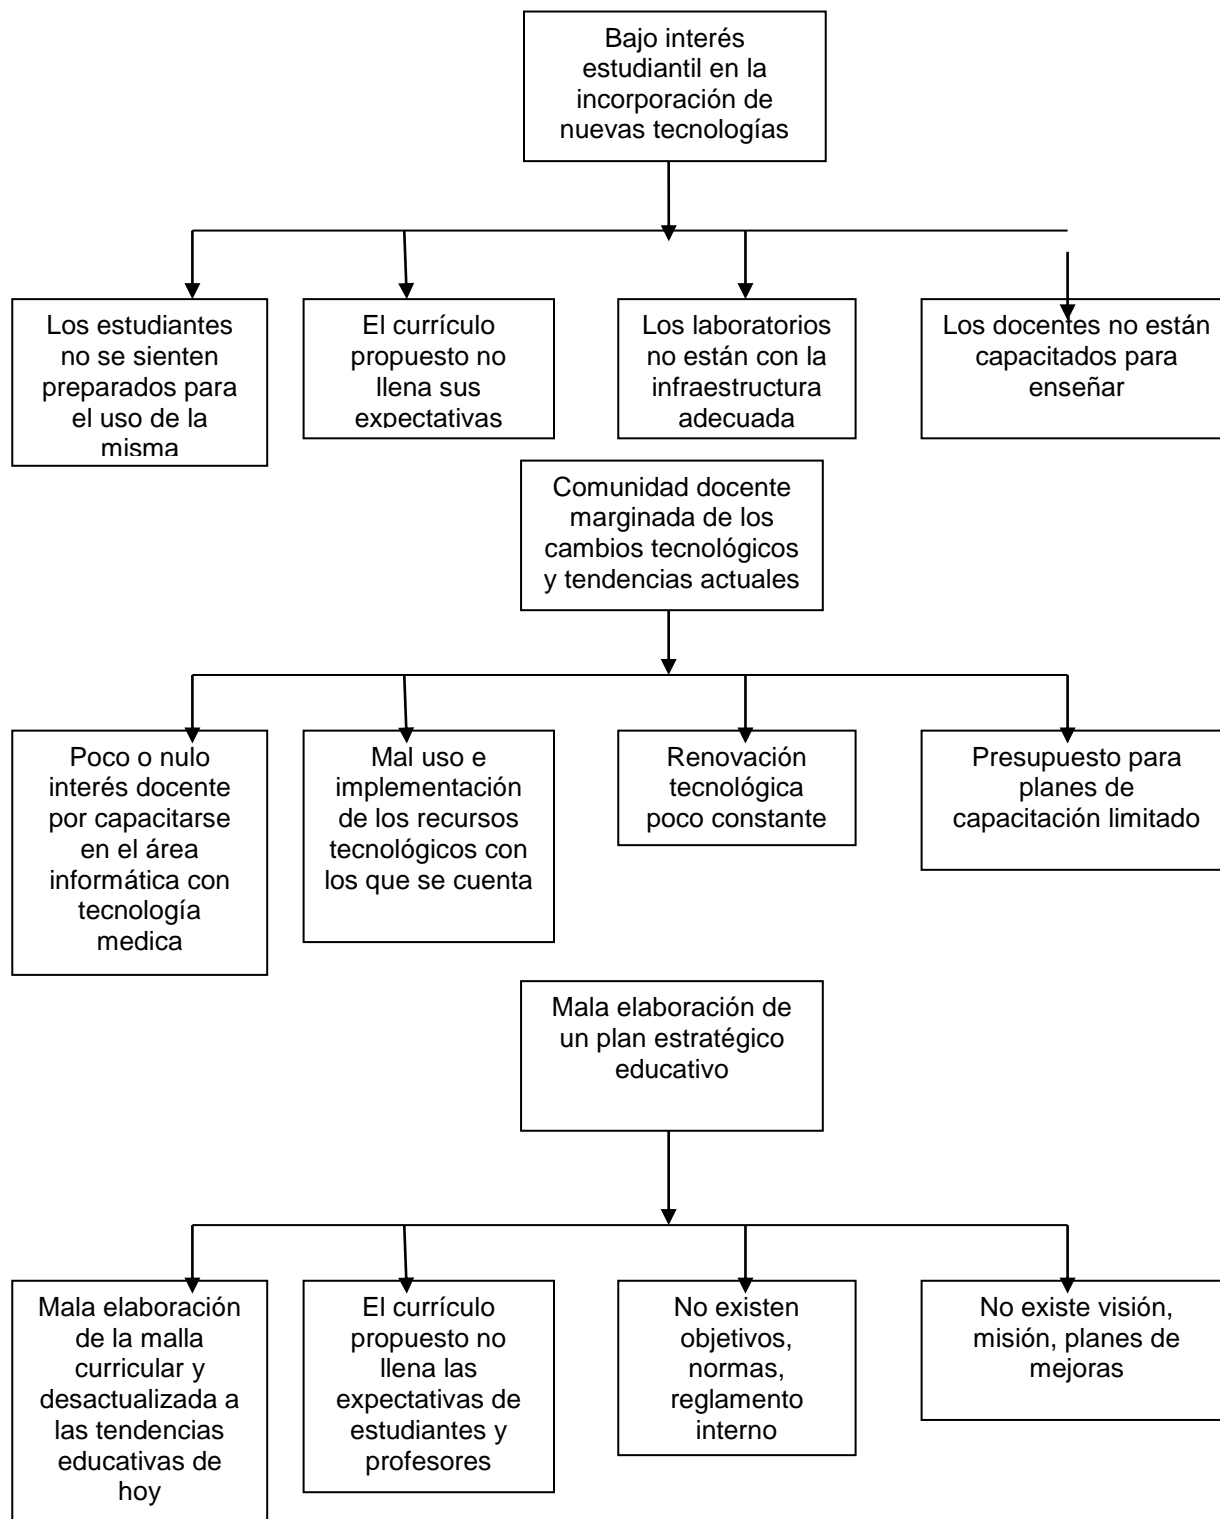 Bajo interés
estudiantil en la
incorporación de
nuevas tecnologías
Los estudiantes
no se sienten
preparados para
el uso de la
misma
El currículo
propuesto no
llena sus
expectativas
Los laboratorios
no están con la
infraestructura
adecuada
Los docentes no están
capacitados para
enseñar
Comunidad docente
marginada de los
cambios tecnológicos
y tendencias actuales
Poco o nulo
interés docente
por capacitarse
en el área
informática con
tecnología
medica
Mal uso e
implementación
de los recursos
tecnológicos con
los que se cuenta
Renovación
tecnológica
poco constante
Presupuesto para
planes de
capacitación limitado
Mala elaboración de
un plan estratégico
educativo
Mala elaboración
de la malla
curricular y
desactualizada a
las tendencias
educativas de
hoy
El currículo
propuesto no
llena las
expectativas de
estudiantes y
profesores
No existen
objetivos,
normas,
reglamento
interno
No existe visión,
misión, planes de
mejoras